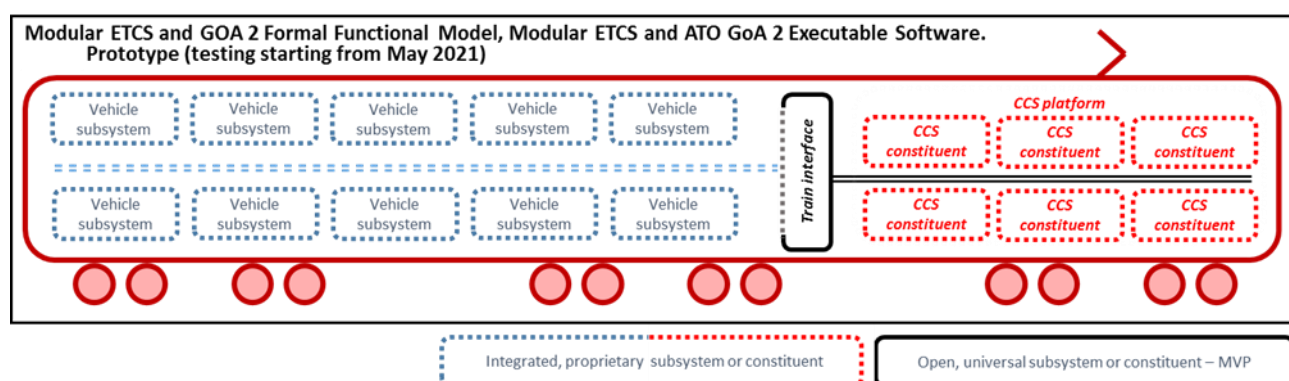 Modular ETCS and GOA 2 Formal Functional Model, Modular ETCS and ATO GoA 2 Executable Software.
Prototype (testing starting from May 2021)
CCS platform
Vehicle subsystem
Vehicle subsystem
Vehicle subsystem
Vehicle subsystem
Vehicle subsystem
Train interface
CCS constituent
CCS constituent
CCS constituent
Vehicle subsystem
Vehicle subsystem
Vehicle subsystem
Vehicle subsystem
Vehicle subsystem
CCS constituent
CCS constituent
CCS constituent
Integrated, proprietary subsystem or constituent
Open, universal subsystem or constituent – MVP